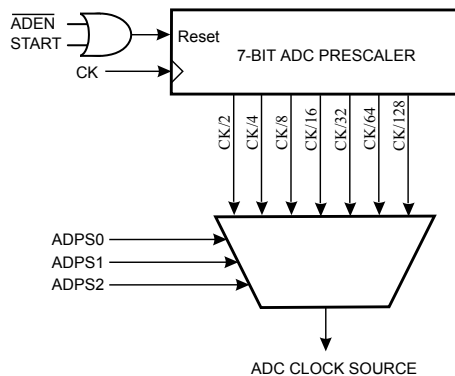 ADEN
START
Reset
CK
7-BIT ADC PRESCALER
CK/2
CK/4
CK/8
CK/16
CK/32
CK/64
CK/128
ADPS0
ADPS1
ADPS2
ADC CLOCK SOURCE